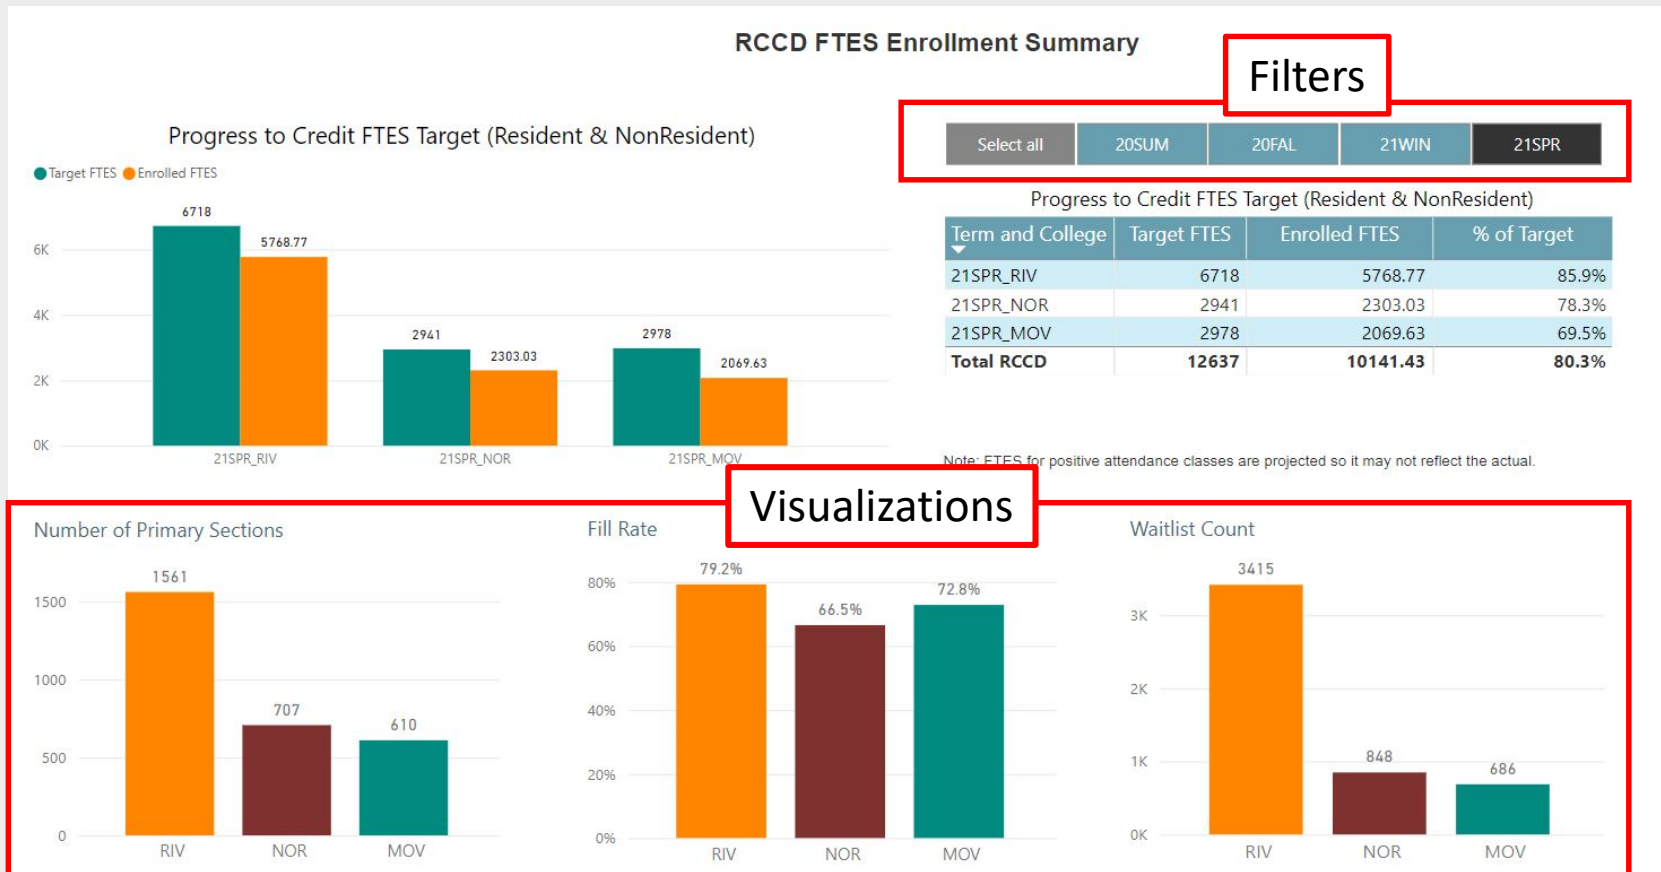 RCCD FTES Enrollment Summary
Filters
Progress to Credit FTES Target (Resident & NonResident)
Target FTES Enrolled FTES
6718
5768.77
2941
2303.03
2978
2069.63
6K
4K
2K
0K
21SPR_RIV 21SPR_NOR 21SPR_MOV
Select all 20SUM 20FAL 21WIN 21SPR
Progress to Credit FTES Target (Resident & NonResident)
Term and College Target FTES Enrolled FTES % of Target
21SPR_RIV 6718 5768.77 85.9%
21SPR_NOR 2941 2303.03 78.3%
21SPR_MOV 2978 2069.63 69.5%
Total RCCD 12637 10141.43 80.3%
Note: FTES for positive attendance classes are projected so it may not reflect the actual.
Visualizations
Number of Primary Sections
1561
707
610
1500
1000
500
0
RIV NOR MOV
Fill Rate
79.2%
66.5%
72.8%
80%
60%
40%
20%
0%
RIV NOR MOV
Waitlist Count
3415
848
686
3K
2K
1K
0K
RIV NOR MOV